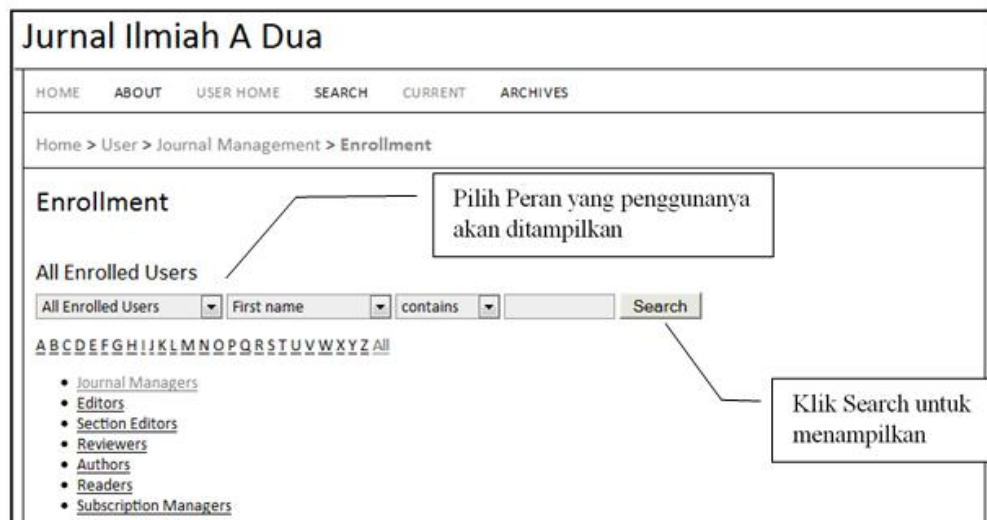 Jurnal Ilmiah A Dua
HOME ABOUT USER HOME SEARCH CURRENT ARCHIVES
Home > User > Journal Management > Enrollment
Enrollment
Pilih Peran yang penggunanya
akan ditampilkan
All Enrolled Users
All Enrolled Users First name contains Search
A B C D E F G H I J K L M N O P Q R S T U V W X Y Z All
Journal Managers
Editors
Section Editors
Reviewers
Authors
Readers
Subscription Managers
Klik Search untuk
menampilkan